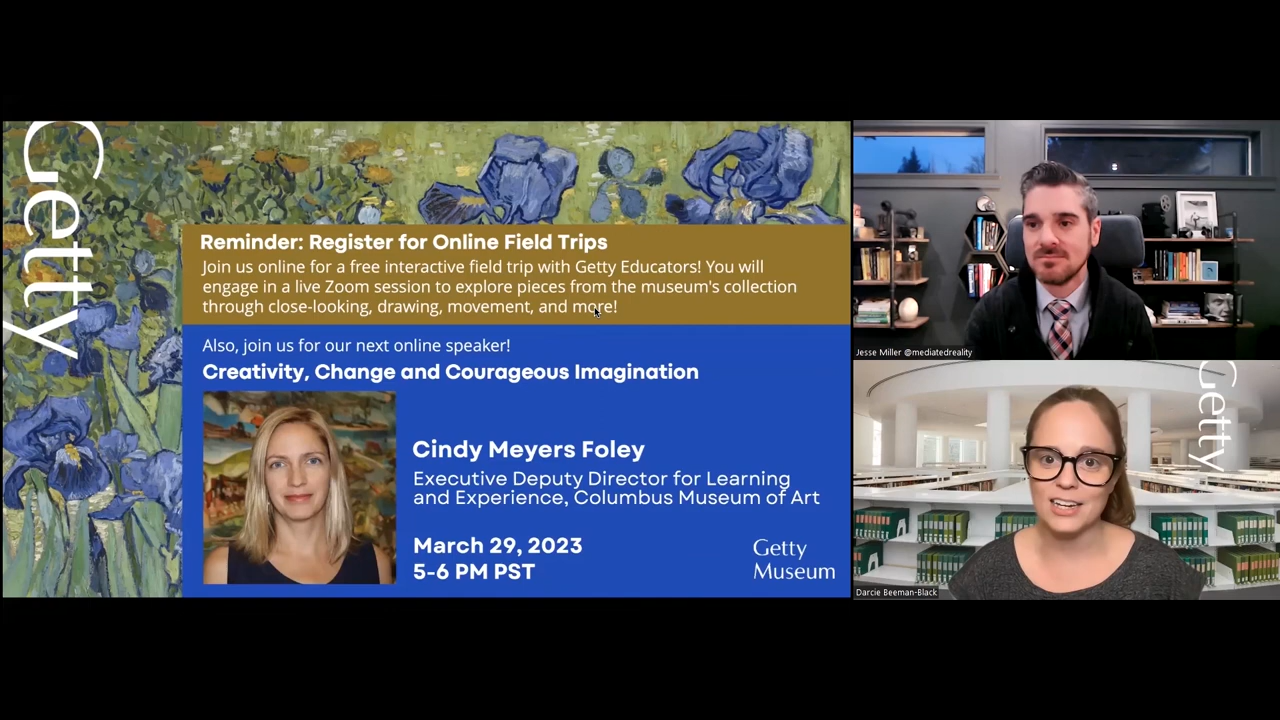 Getty
Reminder: Register for Online Field Trips
Join us online for a free interactive field trip with Getty Educators! You will
engage in a live Zoom session to explore pieces from the museum's collection
through close-looking, drawing, movement, and more!
Also, join us for our next online speaker!
Creativity, Change and Courageous Imagination
Cindy Meyers Foley
Executive Deputy Director for Learning
and Experience, Columbus Museum of Art
March 29, 2023
5-6 PM PST
Getty
Museum
Jesse Miller @mediatedreality
Getty
Darcie Beeman-Black